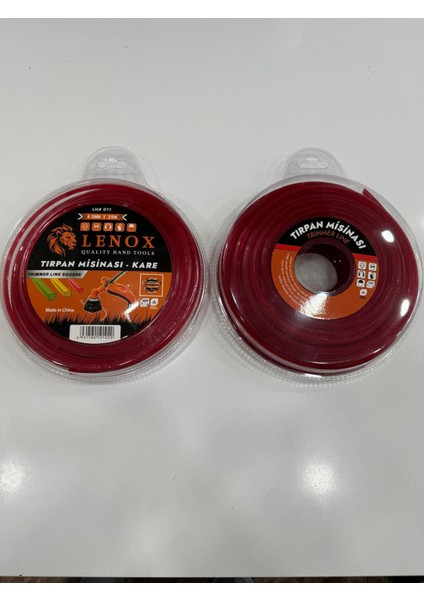 LNX 011
LENOX
QUALITY HAND TOOLS
TIRPAN MİSİNASI - KARE
TRIMMER LINE SQUARE
Made in China
TIRPAN MİSİNASI
TRIMMER LINE